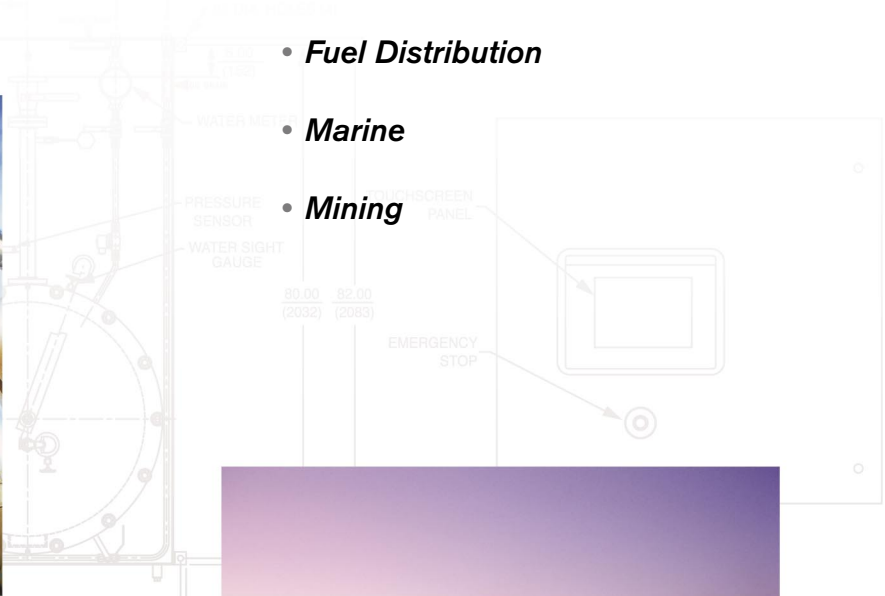 • Fuel Distribution
WATER METER
• Marine
PRESSURE
SENSOR
• Mining
TOUCHSCREEN
PANEL
WATER SIGHT
GAUGE
80.00 82.00
(2032) (2083)
EMERGENCY
STOP